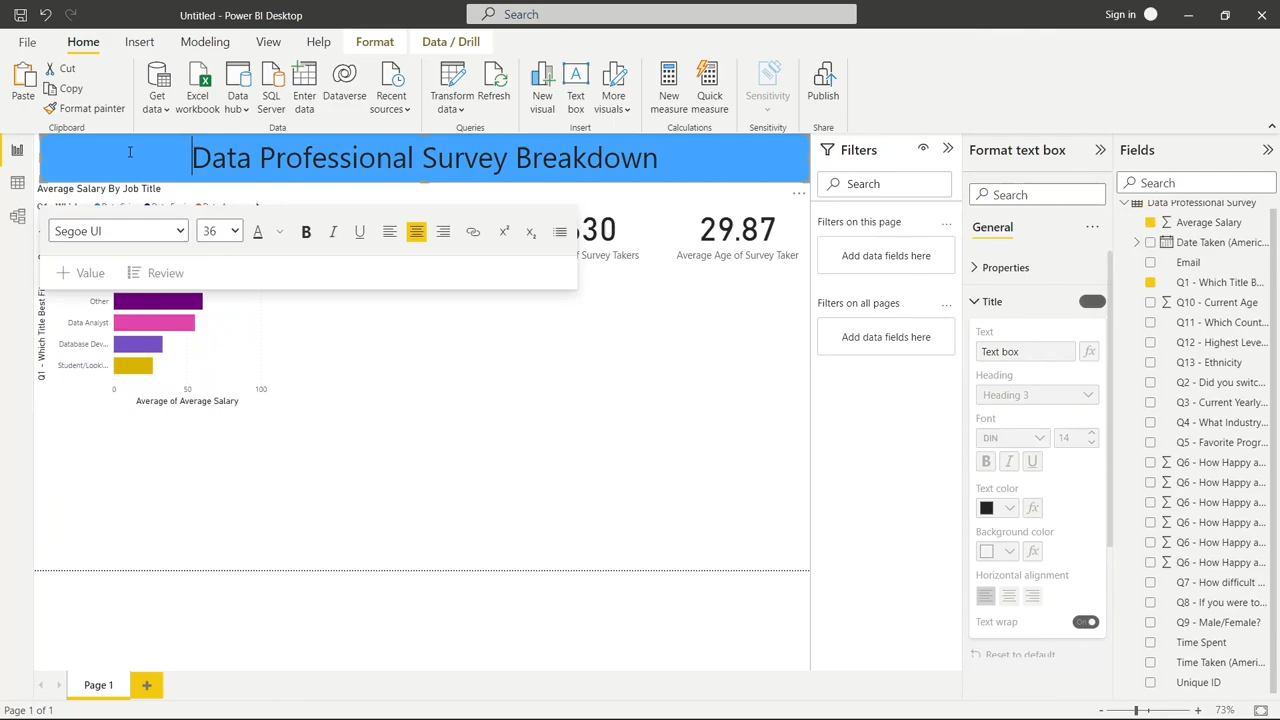 Untitled - Power BI Desktop
Search
Sign in
File
Home
Insert
Modeling
View
Help
Format
Data / Drill
Paste
Cut
Copy
Format painter
Get data
Excel workbook
Data hub
SQL Server
Enter data
Dataverse
Recent sources
Transform data
Refresh
New visual
Text box
More visuals
New measure
Quick measure
Sensitivity
Publish
Clipboard
Data
Queries
Insert
Calculations
Sensitivity
Share
Data Professional Survey Breakdown
Average Salary By Job Title
Segoe UI
36
Value
Review
630
of Survey Takers
29.87
Average Age of Survey Taker
Other
Data Analyst
Database Dev...
Student/Looki...
0
50
100
Average of Average Salary
Filters
Search
Filters on this page
Add data fields here
Filters on all pages
Add data fields here
Format text box
Search
General
Properties
Title
Text
Text box
Heading
Heading 3
Font
DIN
14
B I U
Text color
Background color
Horizontal alignment
Text wrap
On
Reset to default
Fields
Search
Data Professional Survey
Average Salary
Date Taken (Americ...
Email
Q1 - Which Title B...
Q10 - Current Age
Q11 - Which Count...
Q12 - Highest Leve...
Q13 - Ethnicity
Q2 - Did you switc...
Q3 - Current Yearly...
Q4 - What Industry...
Q5 - Favorite Progr...
Q6 - How Happy a...
Q6 - How Happy a...
Q6 - How Happy a...
Q6 - How Happy a...
Q6 - How Happy a...
Q6 - How Happy a...
Q7 - How difficult ...
Q8 - If you were to...
Q9 - Male/Female?
Time Spent
Time Taken (Ameri...
Unique ID
Page 1
Page 1 of 1
73%